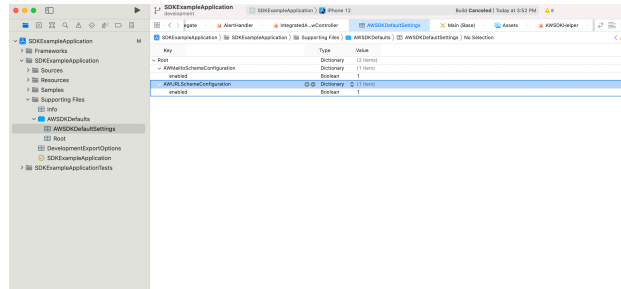 SDKExampleApplication
development
SDKExampleApplication 〉 iPhone 12
Build Canceled | Today at 3:52 PM
egate
AlertHandler
IntegratedA...wController
AWSDKDefaultSettings
Main (Base)
Assets
AWSDKHelper
SDKExampleApplication 〉 SDKExampleApplication 〉 Supporting Files 〉 AWSDKDefaults 〉 AWSDKDefaultSettings 〉 No Selection
SDKExampleApplication M
Frameworks
SDKExampleApplication
Sources
Resources
Samples
Supporting Files
Info
AWSDKDefaults
AWSDKDefaultSettings
Root
DevelopmentExportOptions
SDKExampleApplication
SDKExampleApplicationTests
Key Type Value
Root Dictionary (2 items)
AWMailtoSchemeConfiguration Dictionary (1 item)
enabled Boolean 1
AWURLSchemeConfiguration Dictionary (1 item)
enabled Boolean 1